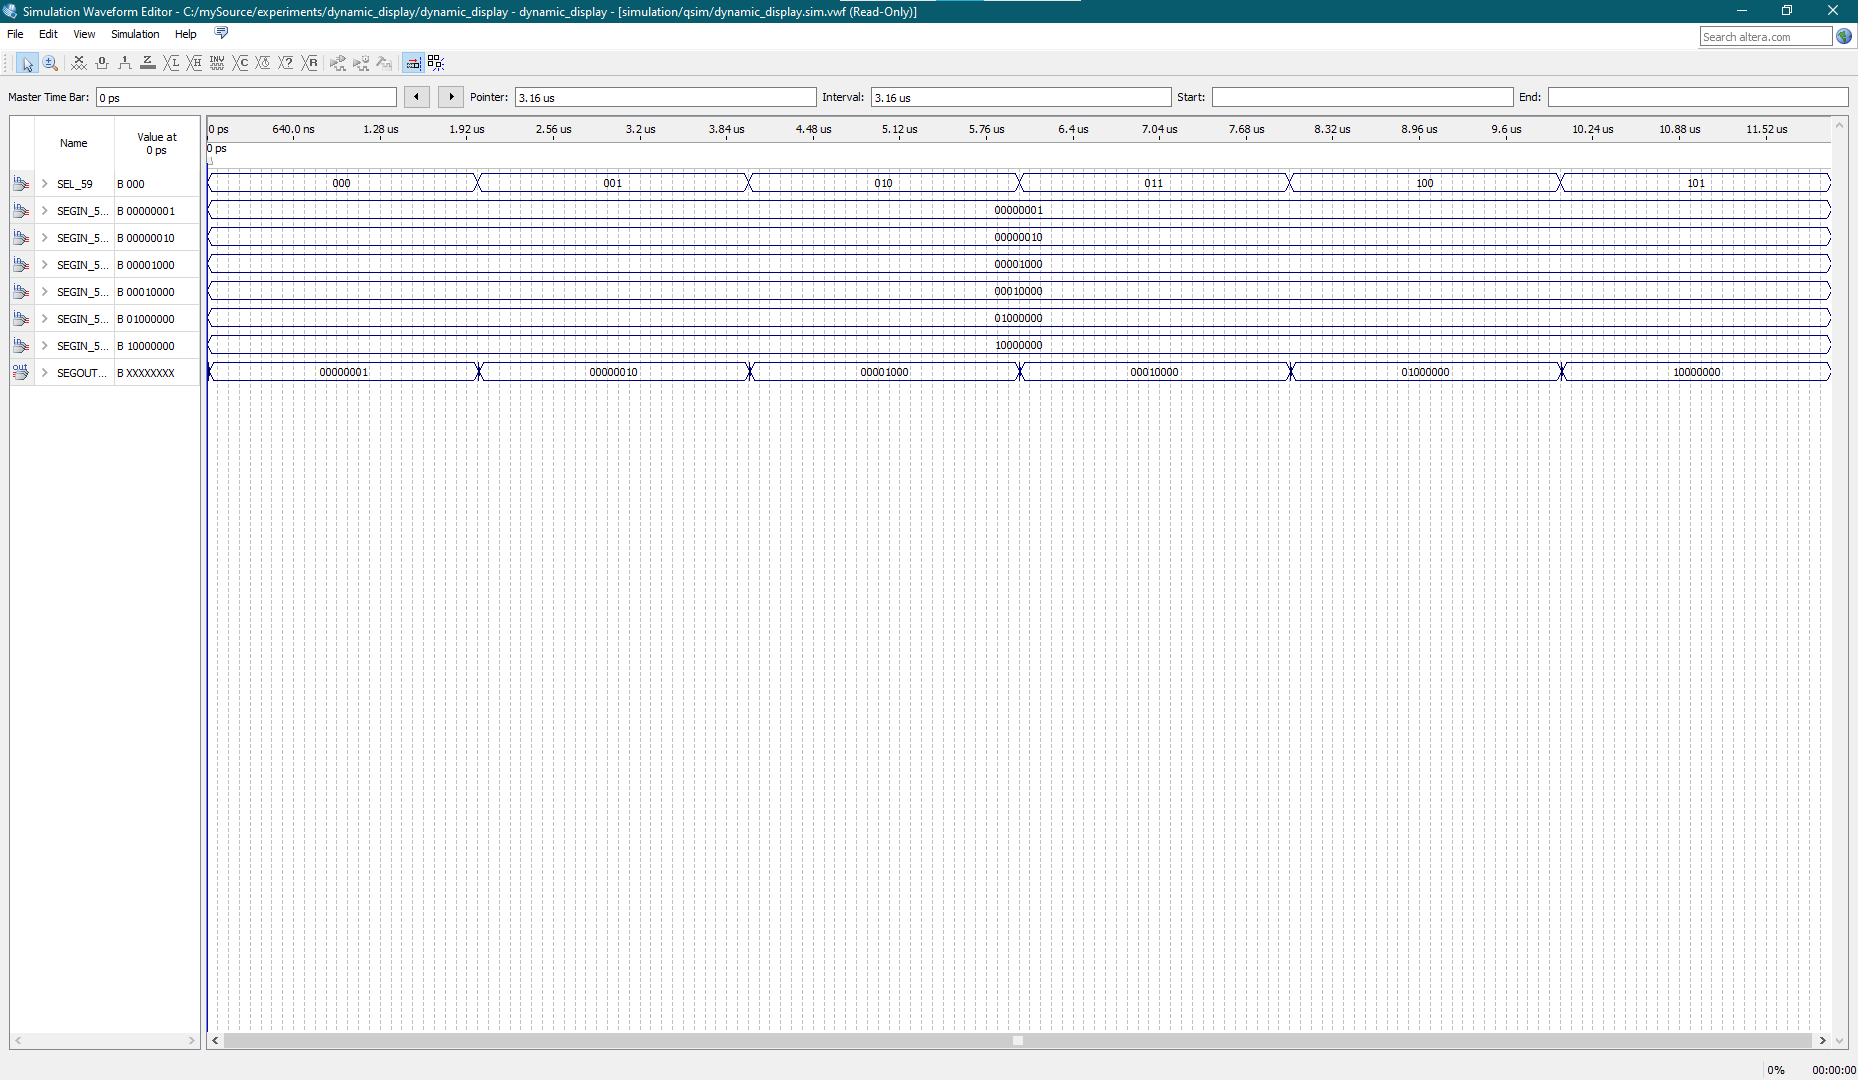 Simulation Waveform Editor - C:/mySource/experiments/dynamic_display/dynamic_display - dynamic_display - [simulation/qsim/dynamic_display.sim.vwf (Read-Only)]
File Edit View Simulation Help
Search altera.com
Master Time Bar: 0 ps Pointer: 3.16 us Interval: 3.16 us Start: End:
Name Value at 0 ps
0 ps 640.0 ns 1.28 us 1.92 us 2.56 us 3.2 us 3.84 us 4.48 us 5.12 us 5.76 us 6.4 us 7.04 us 7.68 us 8.32 us 8.96 us 9.6 us 10.24 us 10.88 us 11.52 us
0 ps
SEL_59 B 000 000 001 010 011 100 101
SEGIN_5... B 00000001 00000001
SEGIN_5... B 00000010 00000010
SEGIN_5... B 00001000 00001000
SEGIN_5... B 00010000 00010000
SEGIN_5... B 01000000 01000000
SEGIN_5... B 10000000 10000000
SEGOUT... B XXXXXXXX 00000001 00000010 00001000 00010000 01000000 10000000
0% 00:00:00